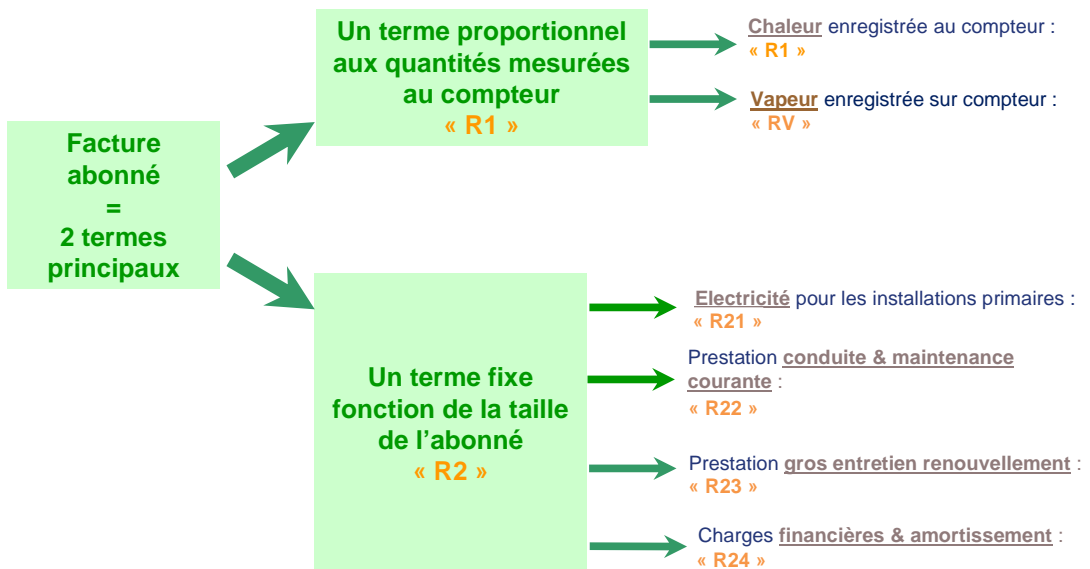 Facture
abonné
=
2 termes
principaux
Un terme proportionnel
aux quantités mesurées
au compteur
« R1 »
Chaleur enregistrée au compteur :
« R1 »
Vapeur enregistrée sur compteur :
« RV »
Un terme fixe
fonction de la taille
de l’abonné
« R2 »
Electricité pour les installations primaires :
« R21 »
Prestation conduite & maintenance
courante :
« R22 »
Prestation gros entretien renouvellement :
« R23 »
Charges financières & amortissement :
« R24 »